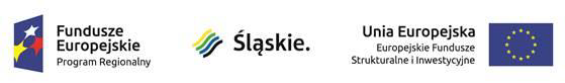 Fundusze
Europejskie
Program Regionalny
Śląskie.
Unia Europejska
Europejskie Fundusze
Strukturalne i Inwestycyjne